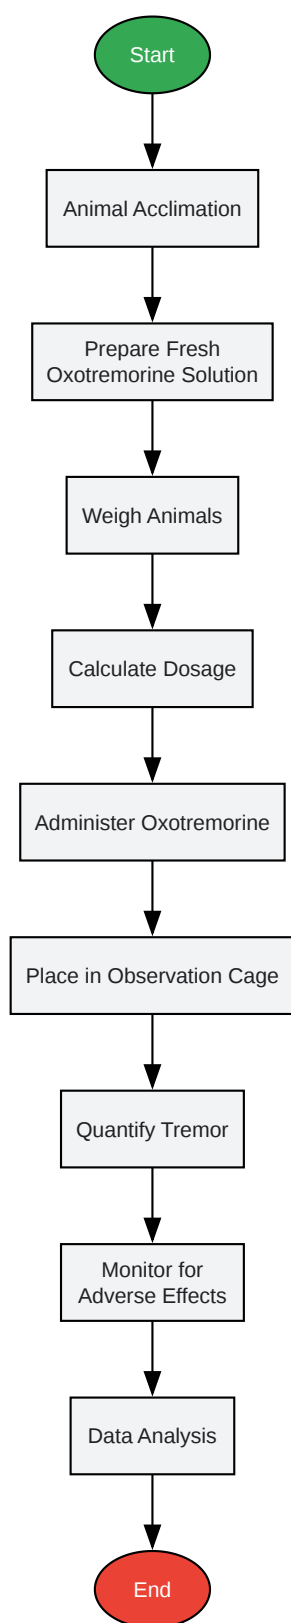 Start
Animal Acclimation
Prepare Fresh
Oxotremorine Solution
Weigh Animals
Calculate Dosage
Administer Oxotremorine
Place in Observation Cage
Quantify Tremor
Monitor for
Adverse Effects
Data Analysis
End